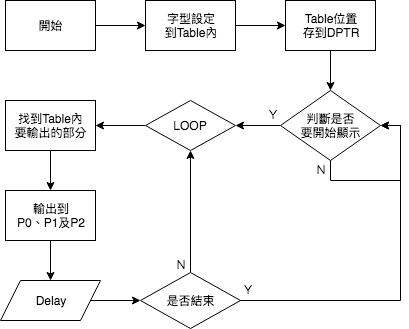 開始
字型設定
到Table內
Table位置
存到DPTR
判斷是否
要開始顯示
Y
N
LOOP
找到Table內
要輸出的部分
輸出到
P0、P1及P2
Delay
是否結束
N
Y